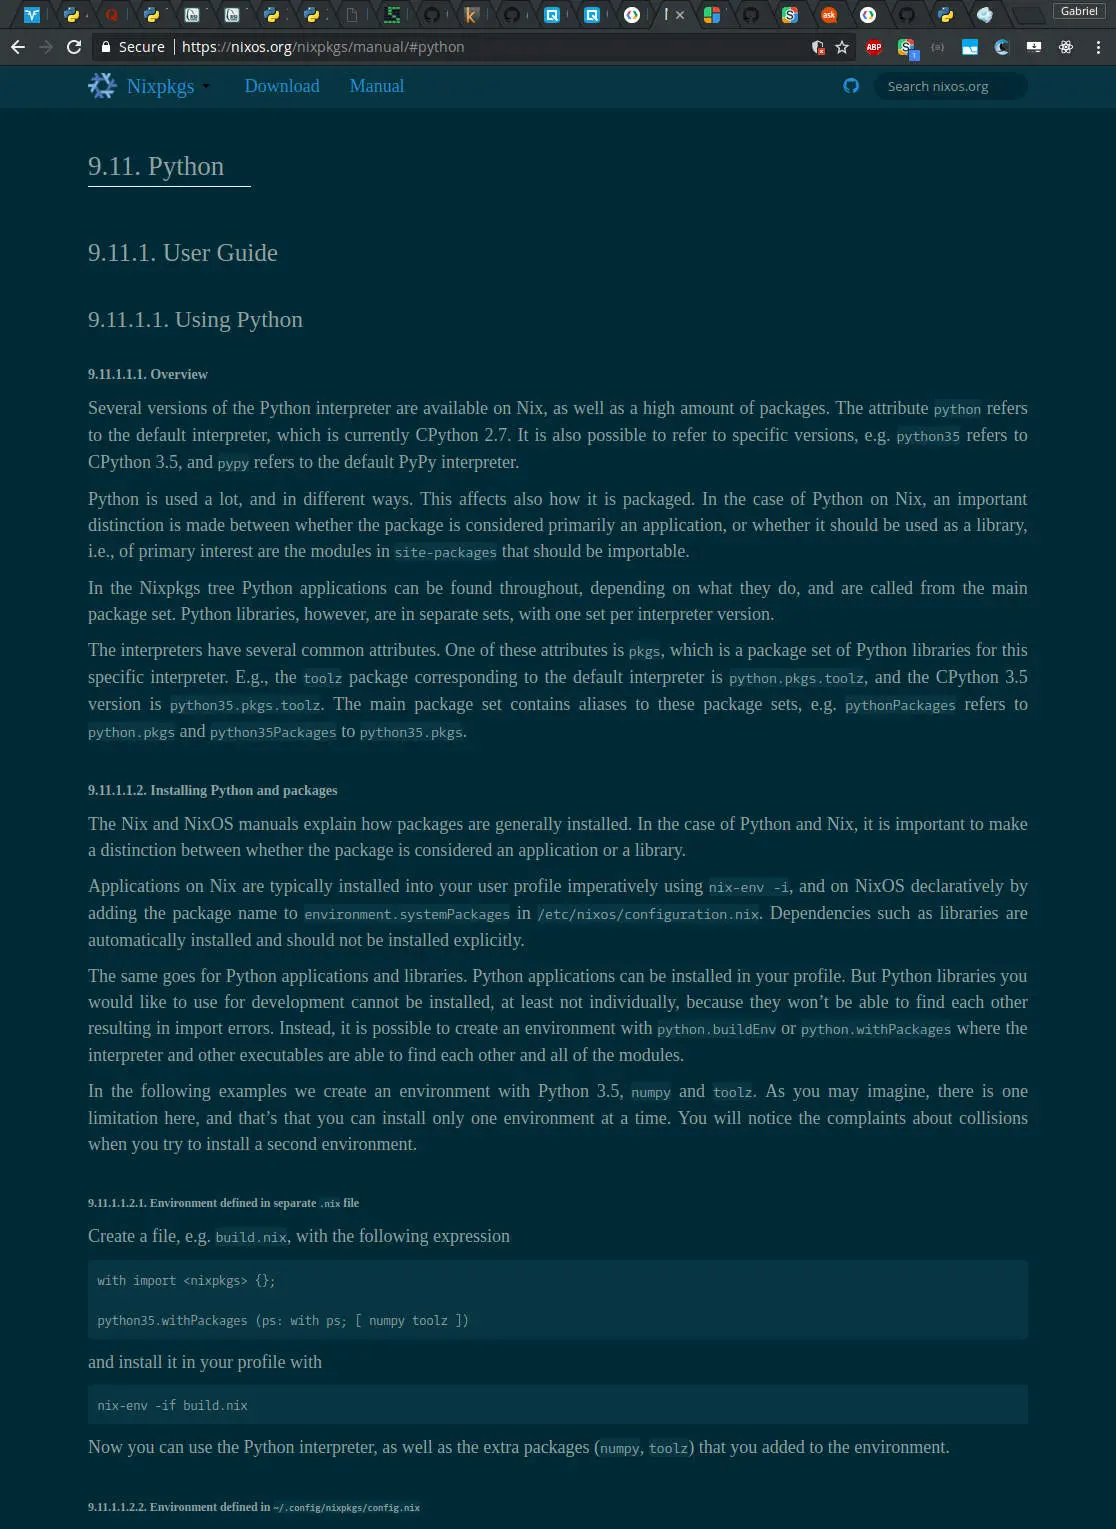 Gabriel
Secure | https://nixos.org/nixpkgs/manual/#python
ABP
Nixpkgs Download Manual Search nixos.org
9.11. Python
9.11.1. User Guide
9.11.1.1. Using Python
9.11.1.1.1. Overview
Several versions of the Python interpreter are available on Nix, as well as a high amount of packages. The attribute python refers
to the default interpreter, which is currently CPython 2.7. It is also possible to refer to specific versions, e.g. python35 refers to
CPython 3.5, and pypy refers to the default PyPy interpreter.
Python is used a lot, and in different ways. This affects also how it is packaged. In the case of Python on Nix, an important
distinction is made between whether the package is considered primarily an application, or whether it should be used as a library,
i.e., of primary interest are the modules in site-packages that should be importable.
In the Nixpkgs tree Python applications can be found throughout, depending on what they do, and are called from the main
package set. Python libraries, however, are in separate sets, with one set per interpreter version.
The interpreters have several common attributes. One of these attributes is pkgs, which is a package set of Python libraries for this
specific interpreter. E.g., the toolz package corresponding to the default interpreter is python.pkgs.toolz, and the CPython 3.5
version is python35.pkgs.toolz. The main package set contains aliases to these package sets, e.g. pythonPackages refers to
python.pkgs and python35Packages to python35.pkgs.
9.11.1.1.2. Installing Python and packages
The Nix and NixOS manuals explain how packages are generally installed. In the case of Python and Nix, it is important to make
a distinction between whether the package is considered an application or a library.
Applications on Nix are typically installed into your user profile imperatively using nix-env -i, and on NixOS declaratively by
adding the package name to environment.systemPackages in /etc/nixos/configuration.nix. Dependencies such as libraries are
automatically installed and should not be installed explicitly.
The same goes for Python applications and libraries. Python applications can be installed in your profile. But Python libraries you
would like to use for development cannot be installed, at least not individually, because they won’t be able to find each other
resulting in import errors. Instead, it is possible to create an environment with python.buildEnv or python.withPackages where the
interpreter and other executables are able to find each other and all of the modules.
In the following examples we create an environment with Python 3.5, numpy and toolz. As you may imagine, there is one
limitation here, and that’s that you can install only one environment at a time. You will notice the complaints about collisions
when you try to install a second environment.
9.11.1.1.2.1. Environment defined in separate .nix file
Create a file, e.g. build.nix, with the following expression
with import <nixpkgs> {};
python35.withPackages (ps: with ps; [ numpy toolz ])
and install it in your profile with
nix-env -if build.nix
Now you can use the Python interpreter, as well as the extra packages (numpy, toolz) that you added to the environment.
9.11.1.1.2.2. Environment defined in ~/.config/nixpkgs/config.nix